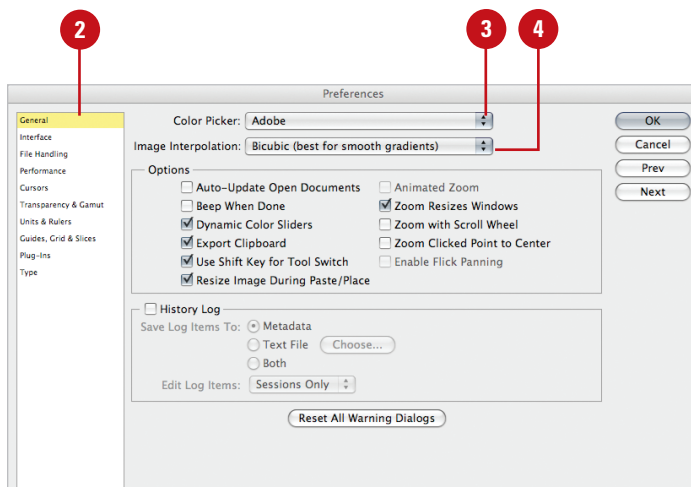 2
3
4
Preferences
General
Interface
File Handling
Performance
Cursors
Transparency & Gamut
Units & Rulers
Guides, Grid & Slices
Plug-Ins
Type
Color Picker: Adobe
Image Interpolation: Bicubic (best for smooth gradients)
Options
Auto-Update Open Documents
Beep When Done
Dynamic Color Sliders
Export Clipboard
Use Shift Key for Tool Switch
Resize Image During Paste/Place
Animated Zoom
Zoom Resizes Windows
Zoom with Scroll Wheel
Zoom Clicked Point to Center
Enable Flick Panning
History Log
Save Log Items To: Metadata
Text File Choose...
Both
Edit Log Items: Sessions Only
Reset All Warning Dialogs
OK
Cancel
Prev
Next